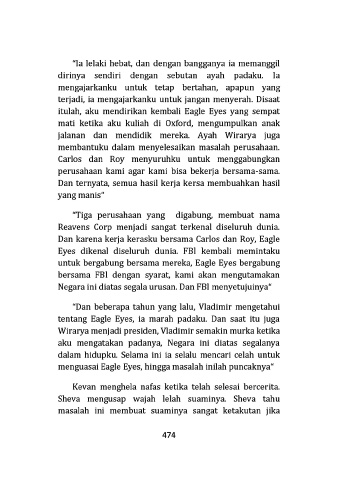 "Ia lelaki hebat, dan dengan bangganya ia memanggil
dirinya sendiri dengan sebutan ayah padaku. Ia
mengajarkanku untuk tetap bertahan, apapun yang
terjadi, ia mengajarkanku untuk jangan menyerah. Disaat
itulah, aku mendirikan kembali Eagle Eyes yang sempat
mati ketika aku kuliah di Oxford, mengumpulkan anak
jalanan dan mendidik mereka. Ayah Wirarya juga
membantuku dalam menyelesaikan masalah perusahaan.
Carlos dan Roy menyuruhku untuk menggabungkan
perusahaan kami agar kami bisa bekerja bersama-sama.
Dan ternyata, semua hasil kerja kersa membuahkan hasil
yang manis"
"Tiga perusahaan yang digabung, membuat nama
Reavens Corp menjadi sangat terkenal diseluruh dunia.
Dan karena kerja kerasku bersama Carlos dan Roy, Eagle
Eyes dikenal diseluruh dunia. FBI kembali memintaku
untuk bergabung bersama mereka, Eagle Eyes bergabung
bersama FBI dengan syarat, kami akan mengutamakan
Negara ini diatas segala urusan. Dan FBI menyetujuinya"
"Dan beberapa tahun yang lalu, Vladimir mengetahui
tentang Eagle Eyes, ia marah padaku. Dan saat itu juga
Wirarya menjadi presiden, Vladimir semakin murka ketika
aku mengatakan padanya, Negara ini diatas segalanya
dalam hidupku. Selama ini ia selalu mencari celah untuk
menguasai Eagle Eyes, hingga masalah inilah puncaknya"
Kevan menghela nafas ketika telah selesai bercerita.
Sheva mengusap wajah lelah suaminya. Sheva tahu
masalah ini membuat suaminya sangat ketakutan jika
474